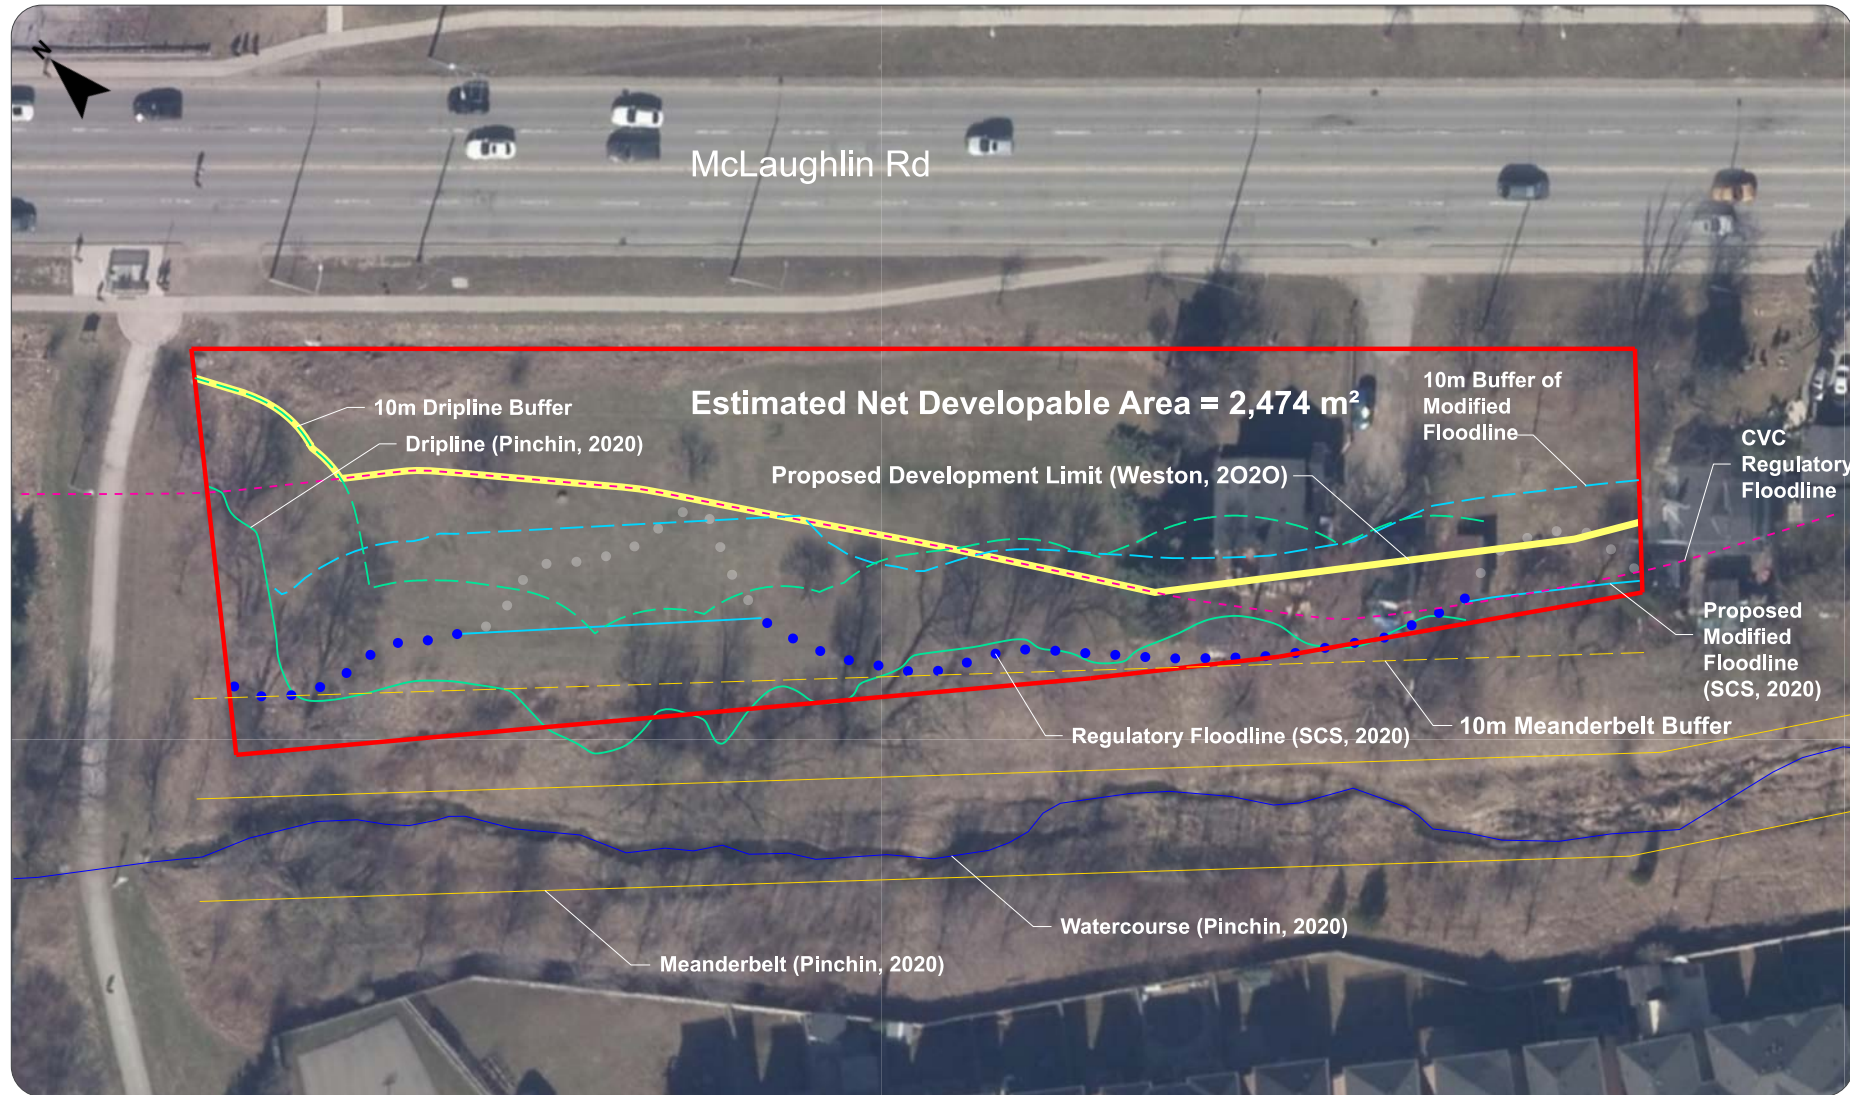 N
McLaughlin Rd
Estimated Net Developable Area = 2,474 m²
10m Dripline Buffer
Dripline (Pinchin, 2020)
10m Buffer of
Modified
Floodline
CVC
Regulatory
Floodline
Proposed Development Limit (Weston, 2O2O)
Proposed
Modified
Floodline
(SCS, 2020)
10m Meanderbelt Buffer
Regulatory Floodline (SCS, 2020)
Watercourse (Pinchin, 2020)
Meanderbelt (Pinchin, 2020)